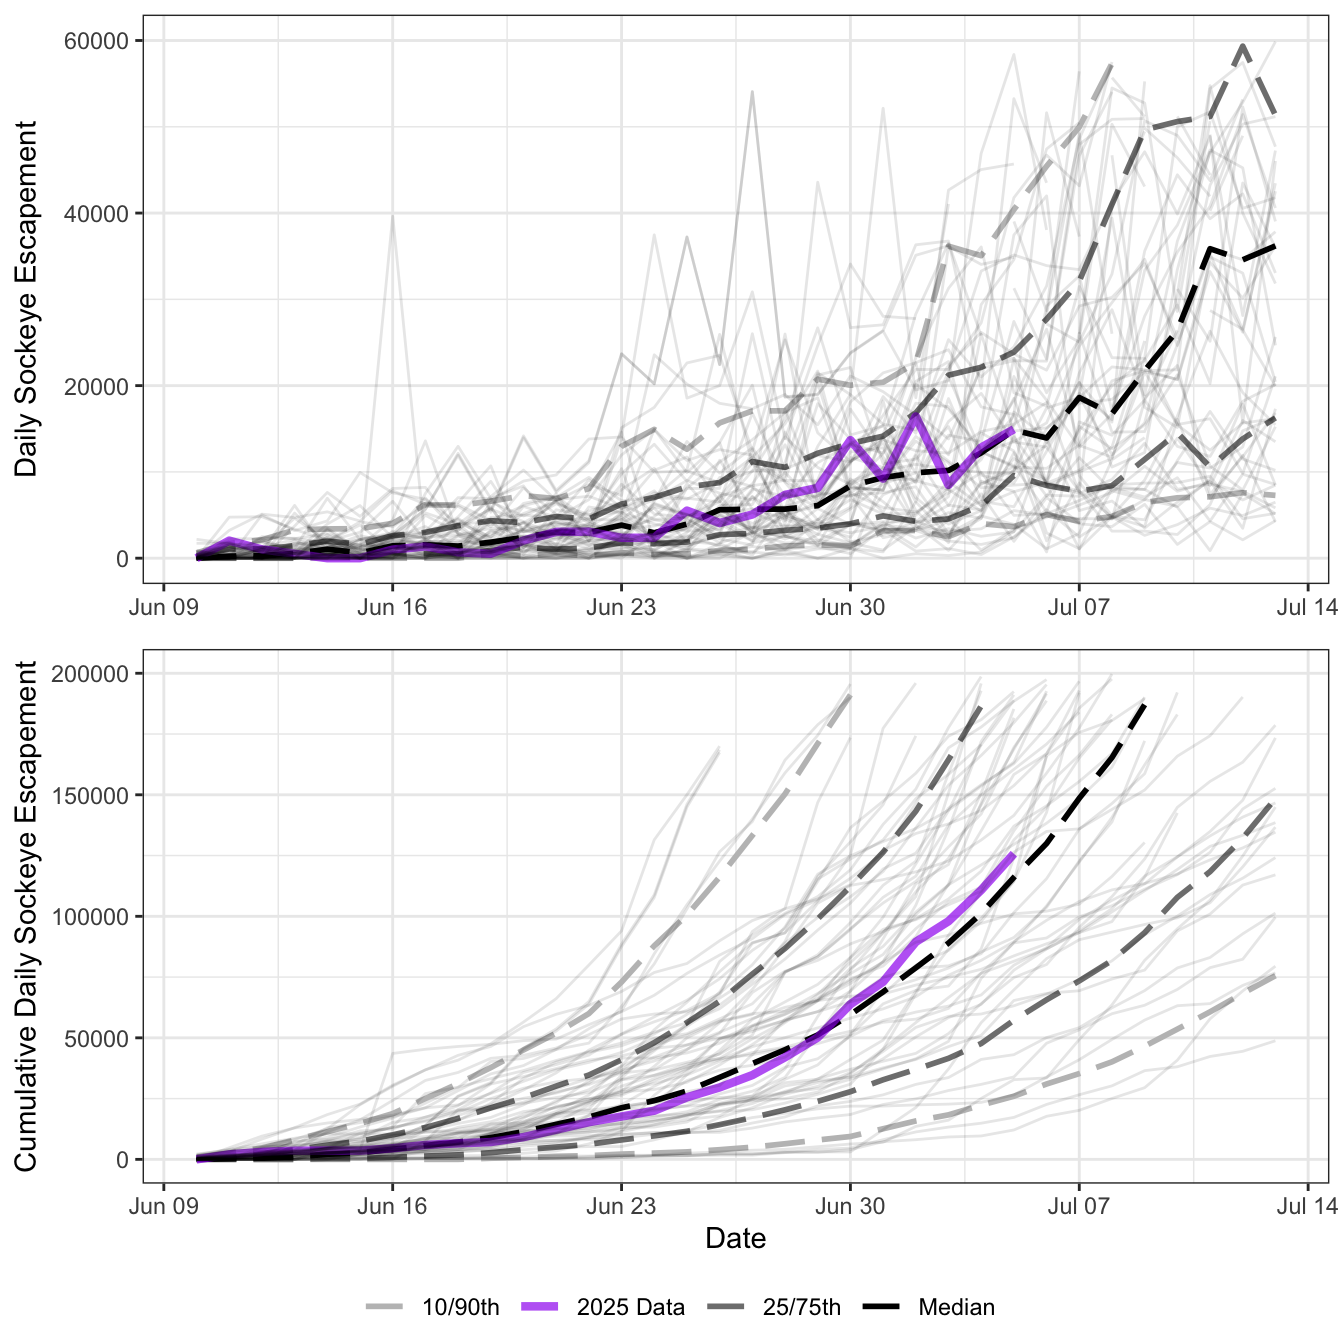 Daily Sockeye Escapement
60000
40000
20000
0
Jun 09 Jun 16 Jun 23 Jun 30 Jul 07 Jul 14
Cumulative Daily Sockeye Escapement
200000
150000
100000
50000
0
Jun 09 Jun 16 Jun 23 Jun 30 Jul 07 Jul 14
Date
10/90th 2025 Data 25/75th Median